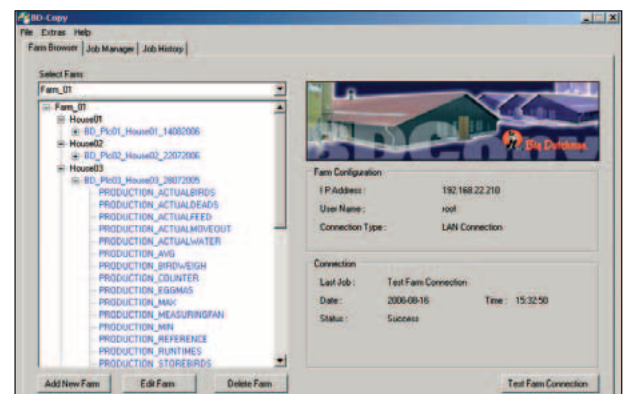 BD-Copy
File Extras Help
Farm Browser Job Manager Job History
Select Farm:
Farm_01
Farm_01
House01
BD_Plc01_House01_14082006
House02
BD_Plc02_House02_22072006
House03
BD_Plc03_House03_28072005
PRODUCTION_ACTUALBIRDS
PRODUCTION_ACTUALDEADS
PRODUCTION_ACTUALFEED
PRODUCTION_ACTUALMOVEOUT
PRODUCTION_ACTUALWATER
PRODUCTION_AVG
PRODUCTION_BIRDWEIGH
PRODUCTION_COUNTER
PRODUCTION_EGGMAS
PRODUCTION_MAX
PRODUCTION_MEASURINGFAN
PRODUCTION_MIN
PRODUCTION_REFERENCE
PRODUCTION_RUNTIMES
PRODUCTION_STOREBIRDS
Add New Farm Edit Farm Delete Farm
BDCopy
Big Dutchman
Farm Configuration
I P Address : 192.168.22.210
User Name : root
Connection Type : LAN Connection
Connection
Last Job : Test Farm Connection
Date : 2006-08-16 Time : 15:32:50
Status : Success
Test Farm Connection